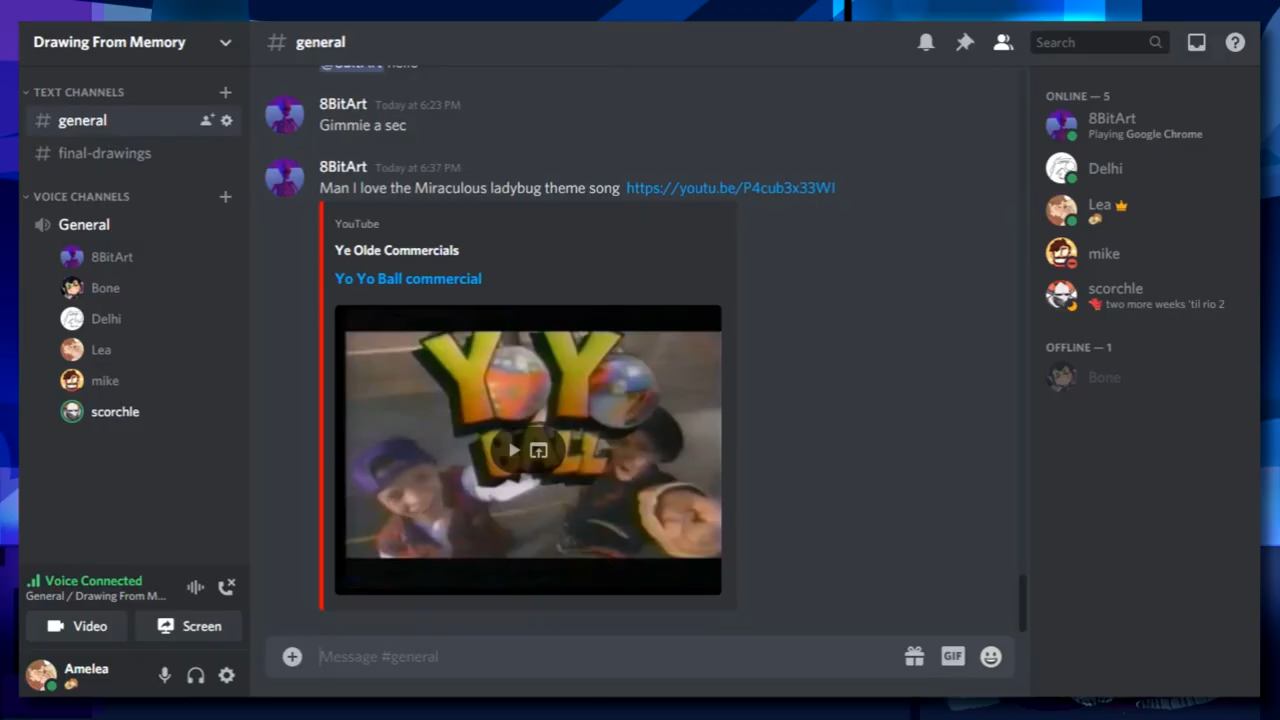 Drawing From Memory
TEXT CHANNELS
general
final-drawings
VOICE CHANNELS
General
8BitArt
Bone
Delhi
Lea
mike
scorchle
Voice Connected
General / Drawing From M...
Video
Screen
Amelea
# general
Search
8BitArt Today at 6:23 PM
Gimmie a sec
8BitArt Today at 6:37 PM
Man I love the Miraculous ladybug theme song https://youtu.be/P4cub3x33WI
YouTube
Ye Olde Commercials
Yo Yo Ball commercial
YO YO
BALL
Message #general
GIF
ONLINE — 5
8BitArt
Playing Google Chrome
Delhi
Lea
mike
scorchle
two more weeks 'til rio 2
OFFLINE — 1
Bone